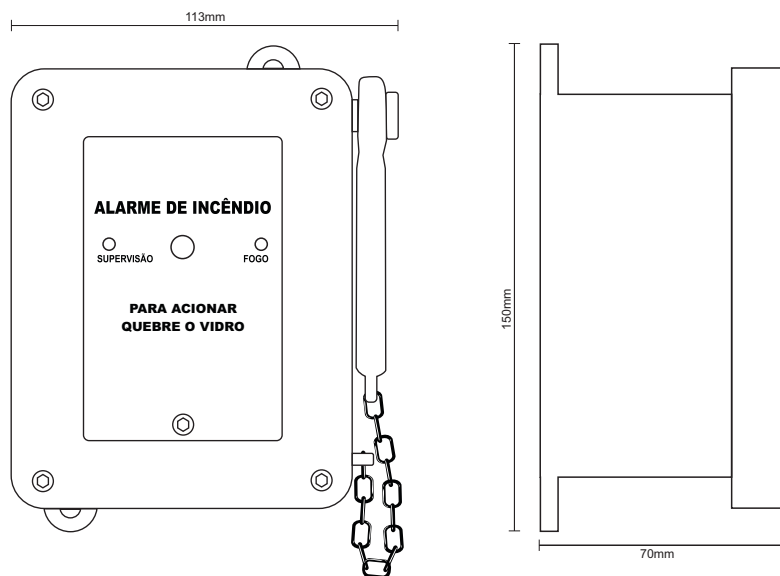 113mm
ALARME DE INCÊNDIO
SUPERVISÃO
FOGO
PARA ACIONAR
QUEBRE O VIDRO
150mm
70mm